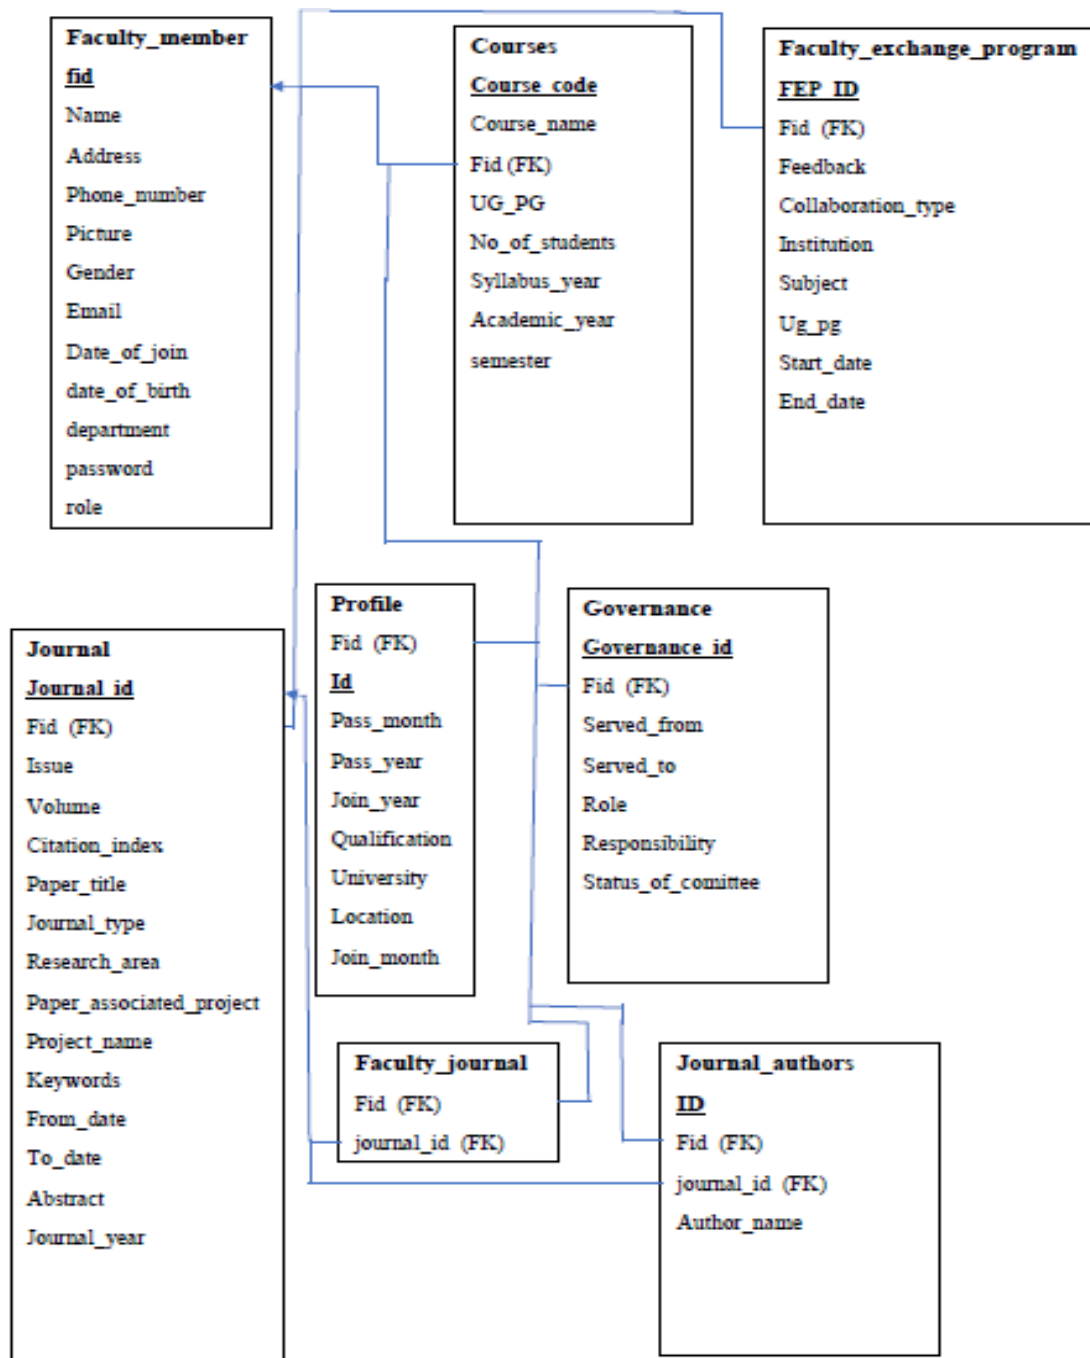 Faculty_member
fid
Name
Address
Phone_number
Picture
Gender
Email
Date_of_join
date_of_birth
department
password
role
Courses
Course_code
Course_name
Fid (FK)
UG_PG
No_of_students
Syllabus_year
Academic_year
semester
Faculty_exchange_program
FEP_ID
Fid (FK)
Feedback
Collaboration_type
Institution
Subject
Ug_pg
Start_date
End_date
Journal
Journal_id
Fid (FK)
Issue
Volume
Citation_index
Paper_title
Journal_type
Research_area
Paper_associated_project
Project_name
Keywords
From_date
To_date
Abstract
Journal_year
Profile
Fid (FK)
Id
Pass_month
Pass_year
Join_year
Qualification
University
Location
Join_month
Governance
Governance_id
Fid (FK)
Served_from
Served_to
Role
Responsibility
Status_of_comittee
Faculty_journal
Fid (FK)
journal_id (FK)
Journal_authors
ID
Fid (FK)
journal_id (FK)
Author_name